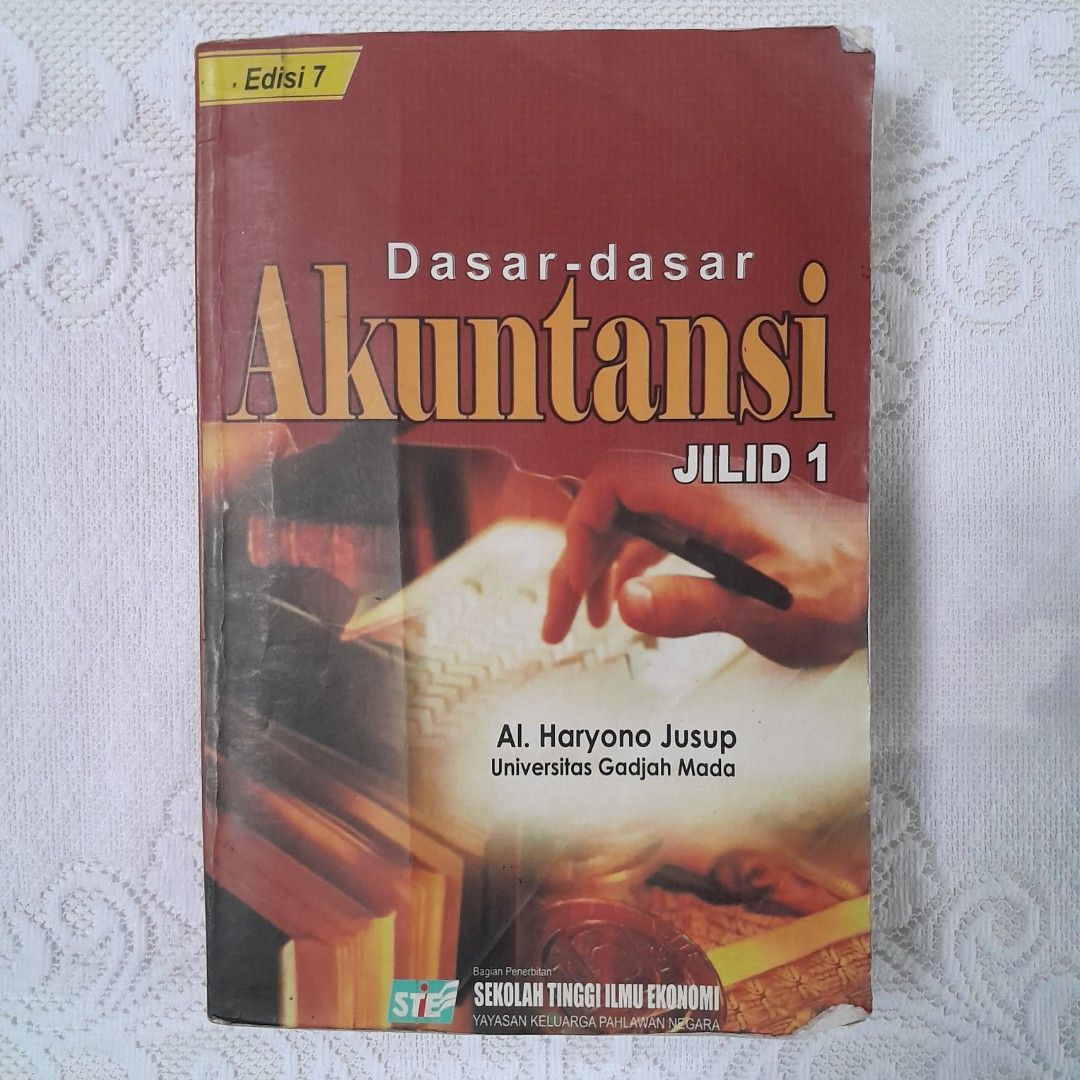 Edisi 7
Dasar-dasar
Akuntansi
JILID 1
Al. Haryono Jusup
Universitas Gadjah Mada
Bagian Penerbitan
STIE
SEKOLAH TINGGI ILMU EKONOMI
YAYASAN KELUARGA PAHLAWAN NEGARA